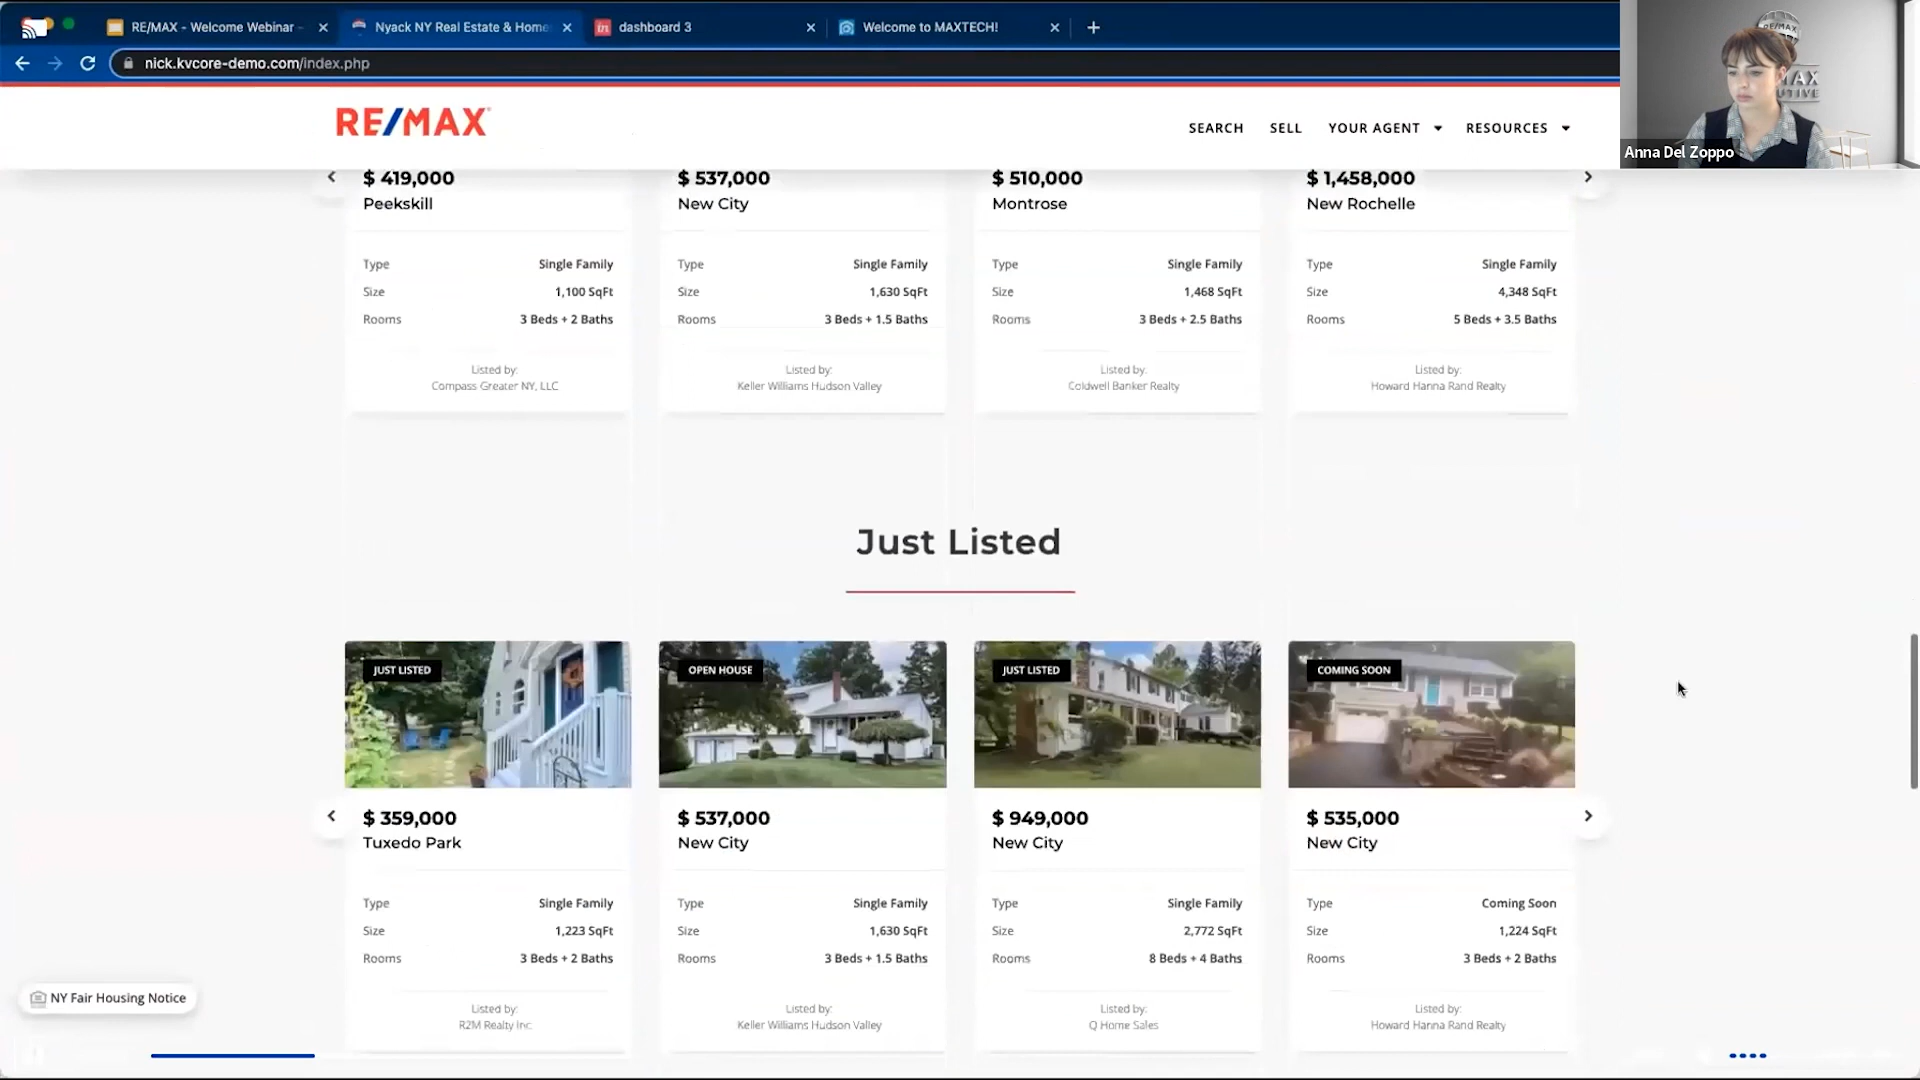 RE/MAX - Welcome Webinar -
Nyack NY Real Estate & Home
dashboard 3
Welcome to MAXTECH!
nick.kvcore-demo.com/index.php
RE/MAX
SEARCH
SELL
YOUR AGENT
RESOURCES
Anna Del Zoppo
$ 419,000
Peekskill
Type Single Family
Size 1,100 SqFt
Rooms 3 Beds + 2 Baths
Listed by:
Compass Greater NY, LLC
$ 537,000
New City
Type Single Family
Size 1,630 SqFt
Rooms 3 Beds + 1.5 Baths
Listed by:
Keller Williams Hudson Valley
$ 510,000
Montrose
Type Single Family
Size 1,468 SqFt
Rooms 3 Beds + 2.5 Baths
Listed by:
Coldwell Banker Realty
$ 1,458,000
New Rochelle
Type Single Family
Size 4,348 SqFt
Rooms 5 Beds + 3.5 Baths
Listed by:
Howard Hanna Rand Realty
Just Listed
JUST LISTED
$ 359,000
Tuxedo Park
Type Single Family
Size 1,223 SqFt
Rooms 3 Beds + 2 Baths
Listed by:
R2M Realty Inc
OPEN HOUSE
$ 537,000
New City
Type Single Family
Size 1,630 SqFt
Rooms 3 Beds + 1.5 Baths
Listed by:
Keller Williams Hudson Valley
JUST LISTED
$ 949,000
New City
Type Single Family
Size 2,772 SqFt
Rooms 8 Beds + 4 Baths
Listed by:
Q Home Sales
COMING SOON
$ 535,000
New City
Type Coming Soon
Size 1,224 SqFt
Rooms 3 Beds + 2 Baths
Listed by:
Howard Hanna Rand Realty
NY Fair Housing Notice